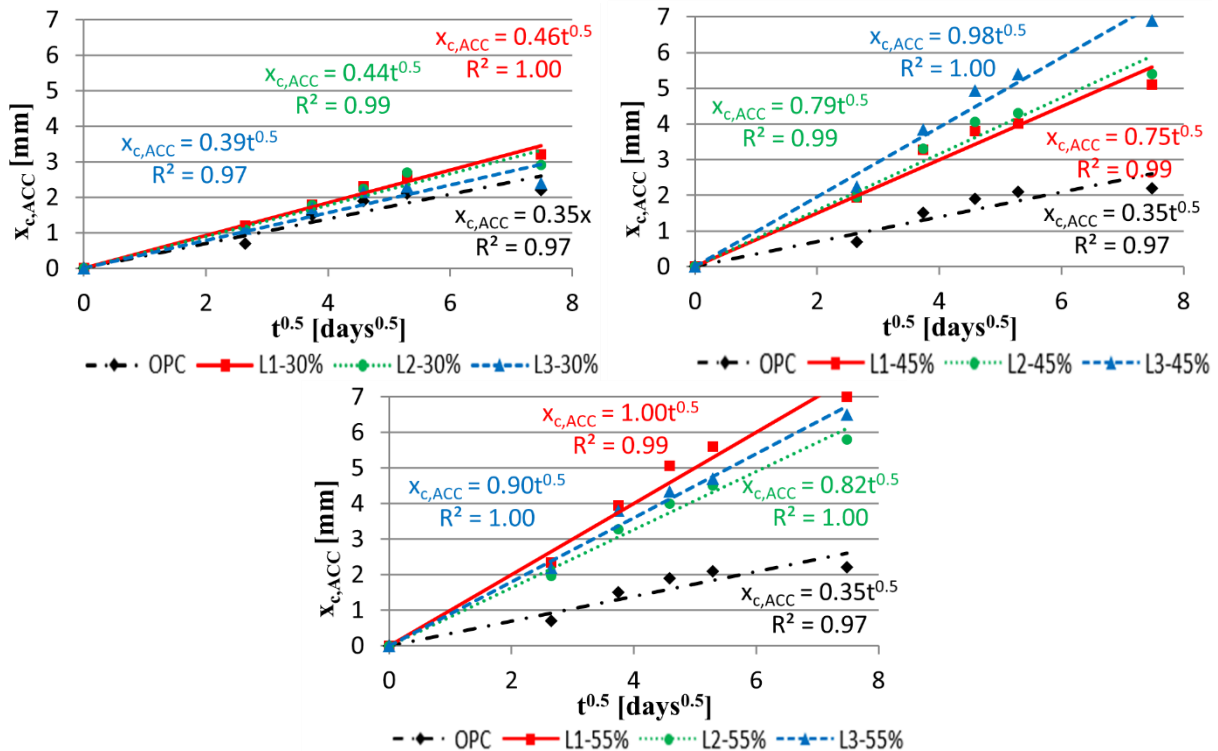 7
6
5
4
3
2
1
0
x_c,ACC [mm]
x_c,ACC = 0.46t^0.5
R² = 1.00
x_c,ACC = 0.44t^0.5
R² = 0.99
x_c,ACC = 0.39t^0.5
R² = 0.97
x_c,ACC = 0.35x
R² = 0.97
0 2 4 6 8
t^0.5 [days^0.5]
OPC L1-30% L2-30% L3-30%
7
6
5
4
3
2
1
0
x_c,ACC [mm]
x_c,ACC = 0.98t^0.5
R² = 1.00
x_c,ACC = 0.79t^0.5
R² = 0.99
x_c,ACC = 0.75t^0.5
R² = 0.99
x_c,ACC = 0.35t^0.5
R² = 0.97
0 2 4 6 8
t^0.5 [days^0.5]
OPC L1-45% L2-45% L3-45%
7
6
5
4
3
2
1
0
x_c,ACC [mm]
x_c,ACC = 1.00t^0.5
R² = 0.99
x_c,ACC = 0.90t^0.5
R² = 1.00
x_c,ACC = 0.82t^0.5
R² = 1.00
x_c,ACC = 0.35t^0.5
R² = 0.97
0 2 4 6 8
t^0.5 [days^0.5]
OPC L1-55% L2-55% L3-55%